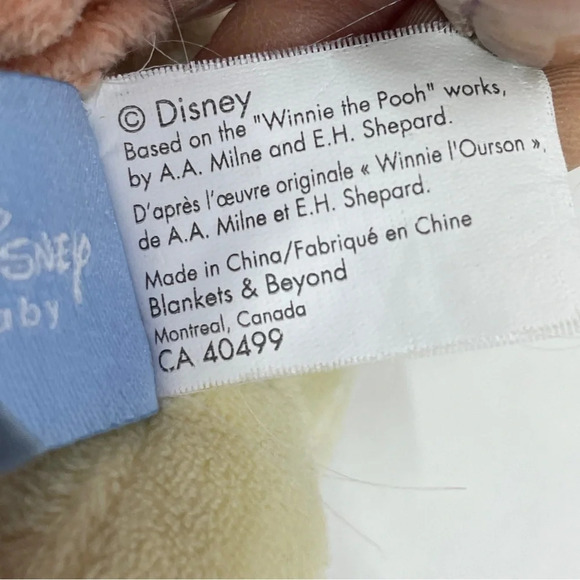 © Disney
Based on the "Winnie the Pooh" works,
by A.A. Milne and E.H. Shepard.
D'après l'œuvre originale « Winnie l'Ourson »,
de A.A. Milne et E.H. Shepard.
Made in China/Fabriqué en Chine
Blankets & Beyond
Montreal, Canada
CA 40499